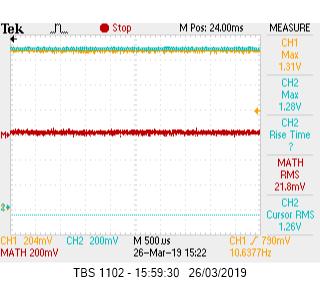 Tek Stop M Pos: 24.00ms MEASURE
CH1
Max
1.31V
CH2
Max
1.28V
CH2
Rise Time
?
MATH
RMS
21.8mV
CH2
Cursor RMS
1.26V
M
2
CH1 204mV CH2 200mV M 500µs CH1 / 790mV
MATH 200mV 26-Mar-19 15:22 10.6377Hz
TBS 1102 - 15:59:30 26/03/2019